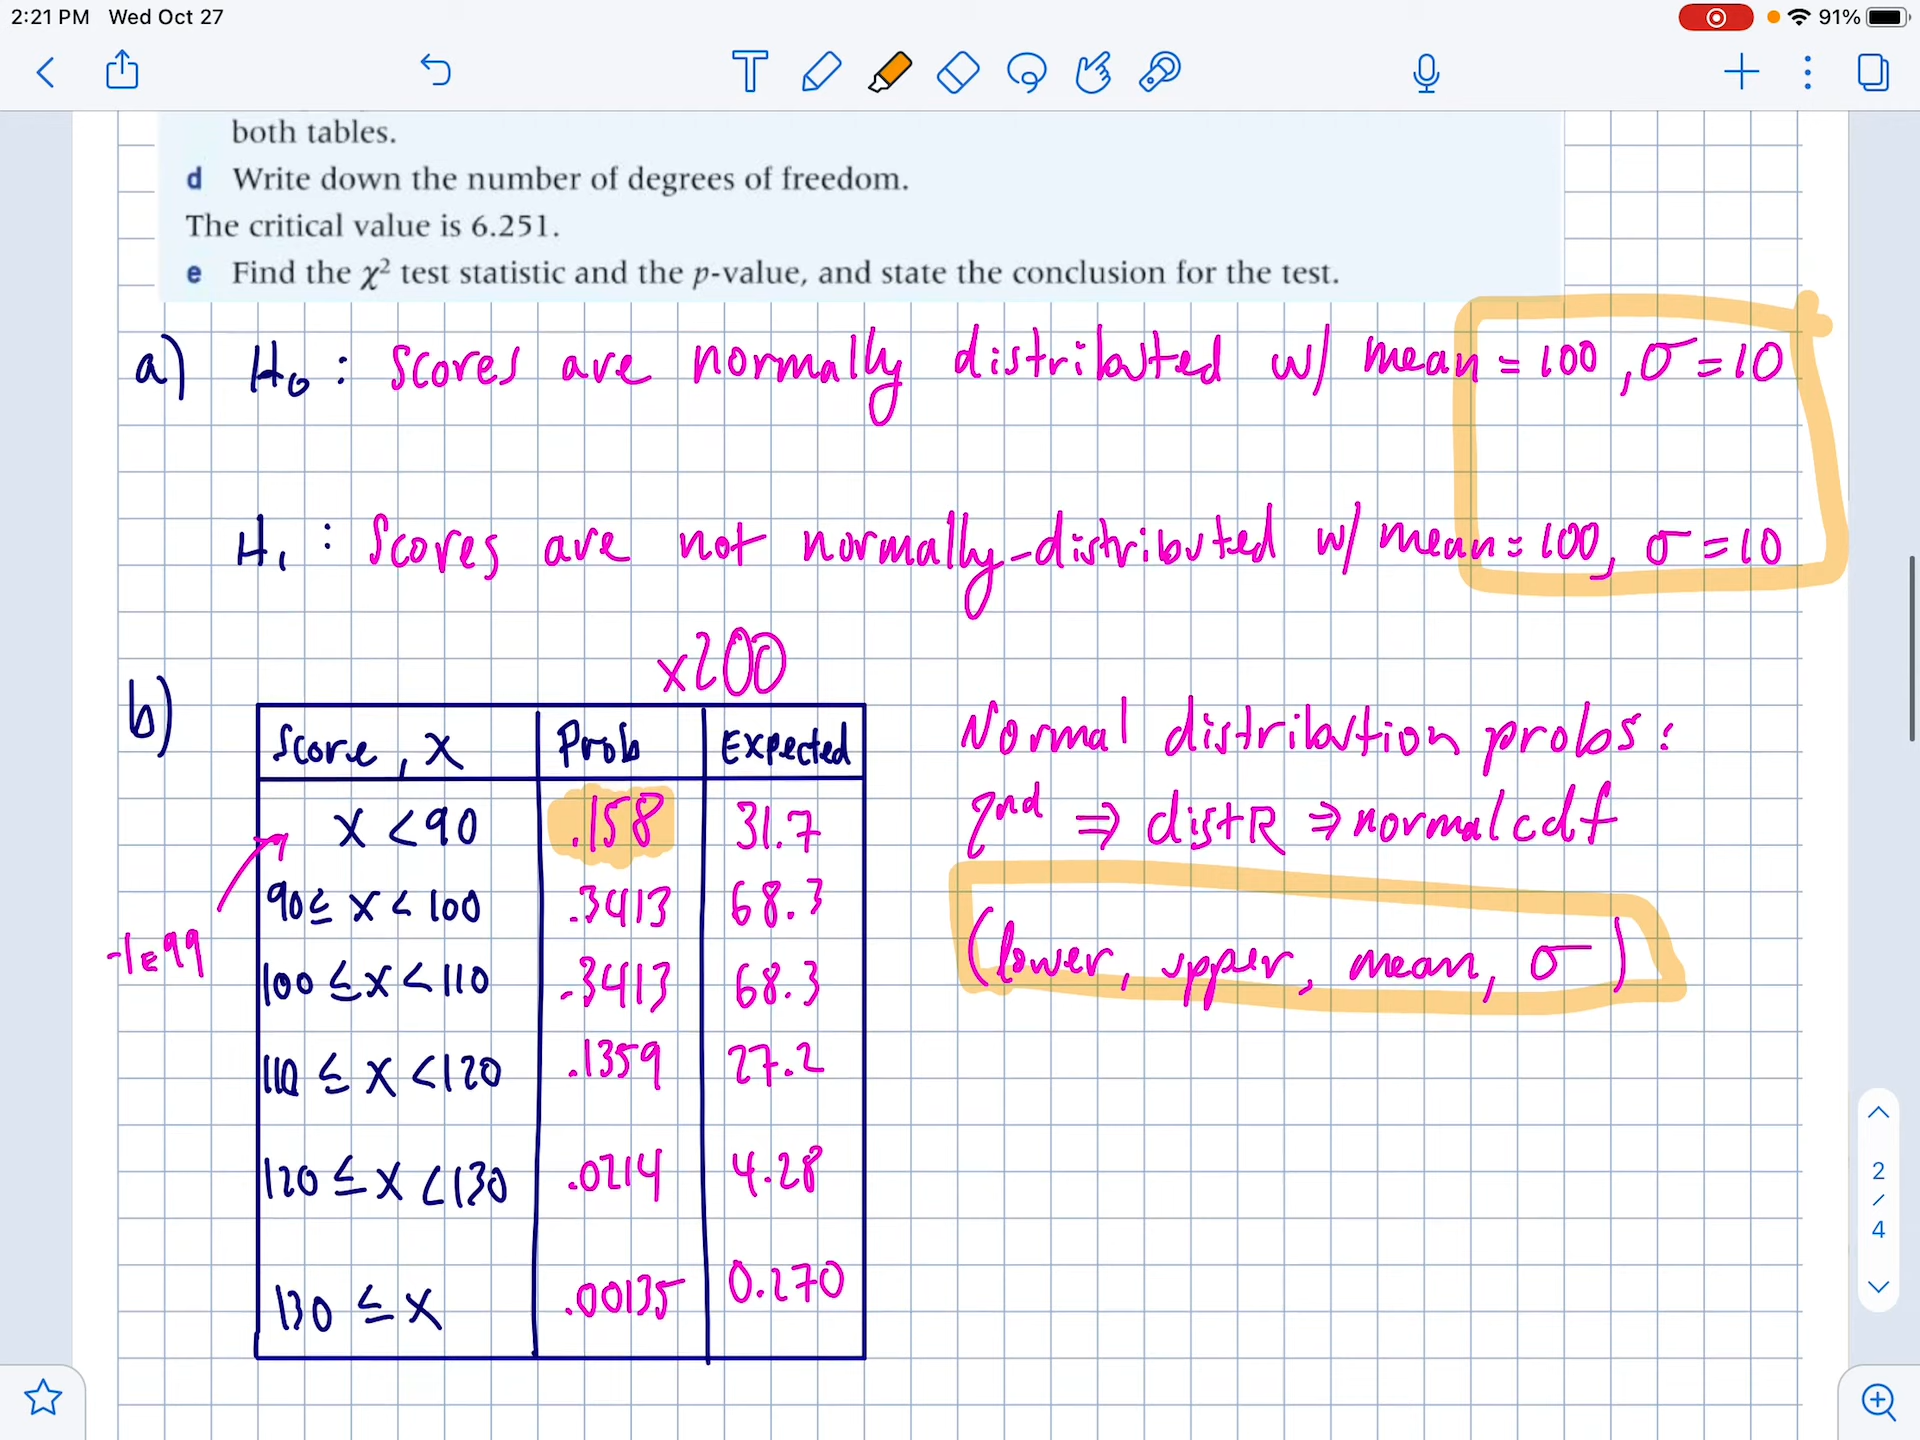 2:21 PM Wed Oct 27
91%
T
both tables.
d Write down the number of degrees of freedom.
The critical value is 6.251.
e Find the χ² test statistic and the p-value, and state the conclusion for the test.
a) H₀ : Scores are normally distributed w/ mean = 100, σ = 10
H₁ : Scores are not normally-distributed w/ mean = 100, σ = 10
x200
b)
Score, X Prob Expected
X < 90 .158 31.7
90 ≤ X < 100 .3413 68.3
-1E99
100 ≤ X < 110 .3413 68.3
110 ≤ X < 120 .1359 27.2
120 ≤ X < 130 .0214 4.28
130 ≤ X .00135 0.270
Normal distribution probs:
2nd ⇒ distR ⇒ normalcdf
(lower, upper, mean, σ)
2
/
4